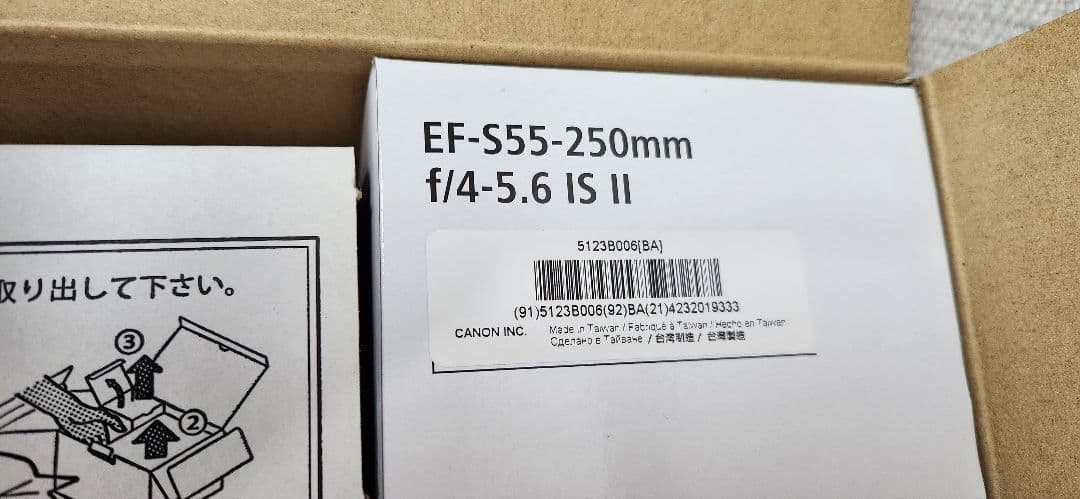 取り出して下さい。
③
②
EF-S55-250mm
f/4-5.6 IS II
5123B006[BA]
(91)5123B006(92)BA(21)4232019333
CANON INC.
Made in Taiwan / Fabriqué à Taiwan / Hecho en Taiwan
Сделано в Тайване / 台湾制造 / 台灣製造